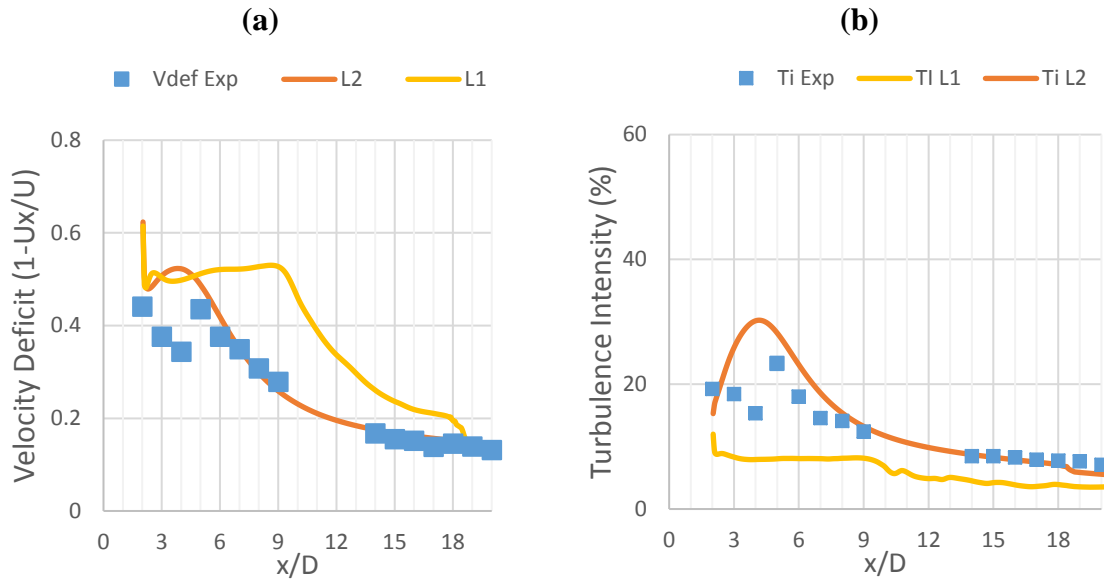 (a)
Vdef Exp L2 L1
Velocity Deficit (1-Ux/U)
0.8
0.6
0.4
0.2
0
0 3 6 9 12 15 18
x/D
(b)
Ti Exp TI L1 Ti L2
Turbulence Intensity (%)
60
40
20
0
0 3 6 9 12 15 18
x/D